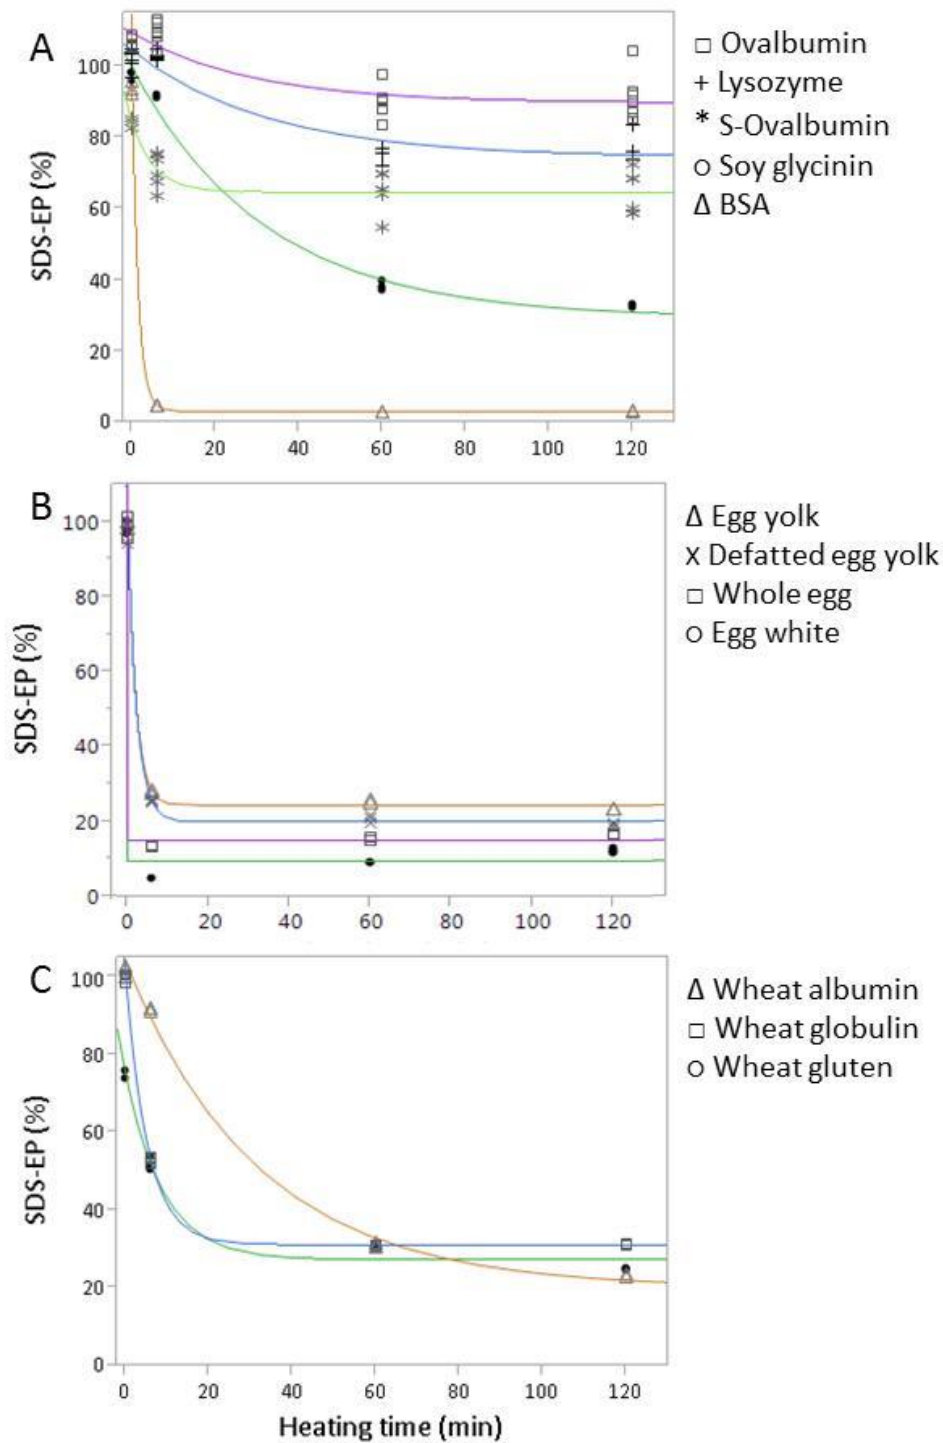 A
SDS-EP (%)
100
80
60
40
20
0
0 20 40 60 80 100 120
□ Ovalbumin
+ Lysozyme
* S-Ovalbumin
○ Soy glycinin
Δ BSA
B
SDS-EP (%)
100
80
60
40
20
0
0 20 40 60 80 100 120
Δ Egg yolk
X Defatted egg yolk
□ Whole egg
○ Egg white
C
SDS-EP (%)
100
80
60
40
20
0
0 20 40 60 80 100 120
Heating time (min)
Δ Wheat albumin
□ Wheat globulin
○ Wheat gluten